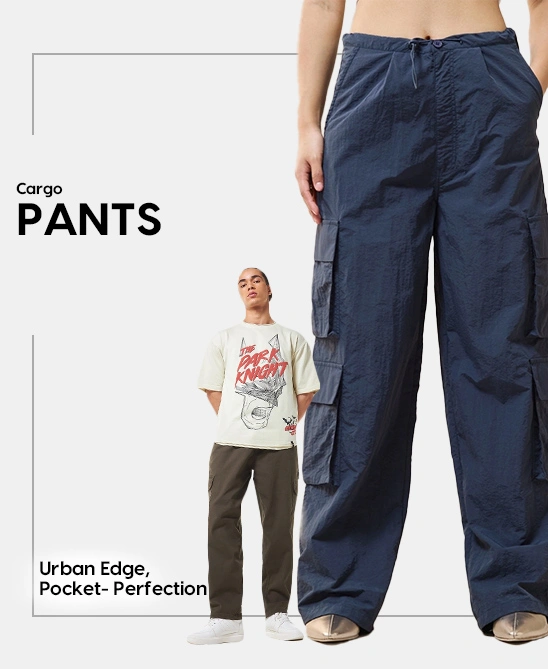 Cargo
PANTS
THE
DARK
KNIGHT
Urban Edge,
Pocket- Perfection